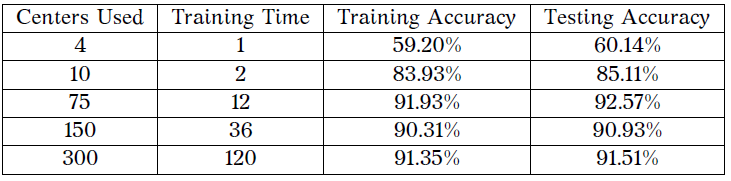 Centers Used Training Time Training Accuracy Testing Accuracy
4 1 59.20% 60.14%
10 2 83.93% 85.11%
75 12 91.93% 92.57%
150 36 90.31% 90.93%
300 120 91.35% 91.51%